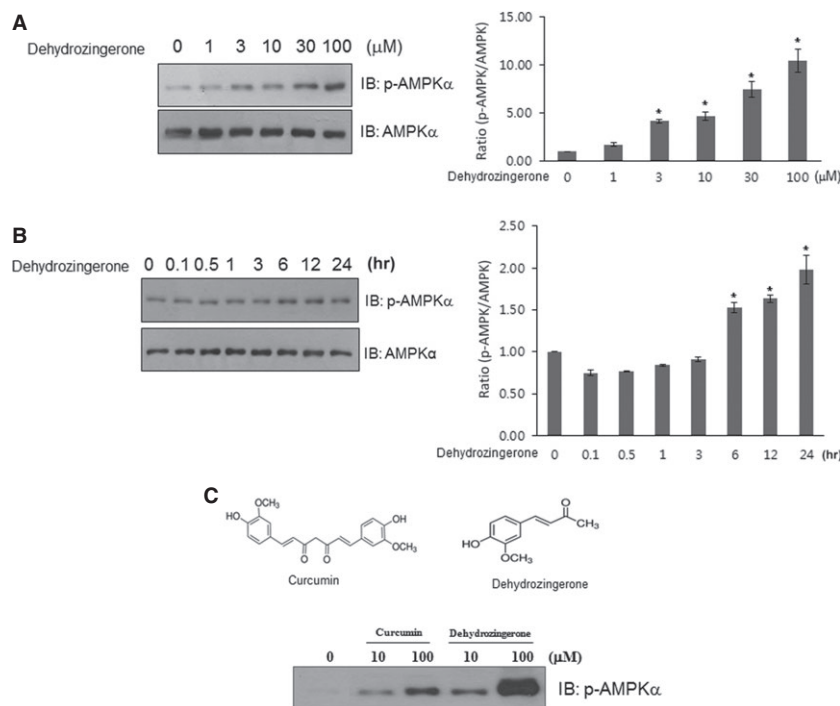 A
Dehydrozingerone 0 1 3 10 30 100 (μM)
IB: p-AMPKα
IB: AMPKα
Ratio (p-AMPK/AMPK)
15.00
10.00
5.00
0.00
* * * *
Dehydrozingerone 0 1 3 10 30 100 (μM)
B
Dehydrozingerone 0 0.1 0.5 1 3 6 12 24 (hr)
IB: p-AMPKα
IB: AMPKα
Ratio (p-AMPK/AMPK)
2.50
2.00
1.50
1.00
0.50
0.00
* * *
Dehydrozingerone 0 0.1 0.5 1 3 6 12 24 (hr)
C
HO OCH3 O O OH OCH3
Curcumin
HO OCH3 O CH3
Dehydrozingerone
Curcumin Dehydrozingerone
0 10 100 10 100 (μM)
IB: p-AMPKα